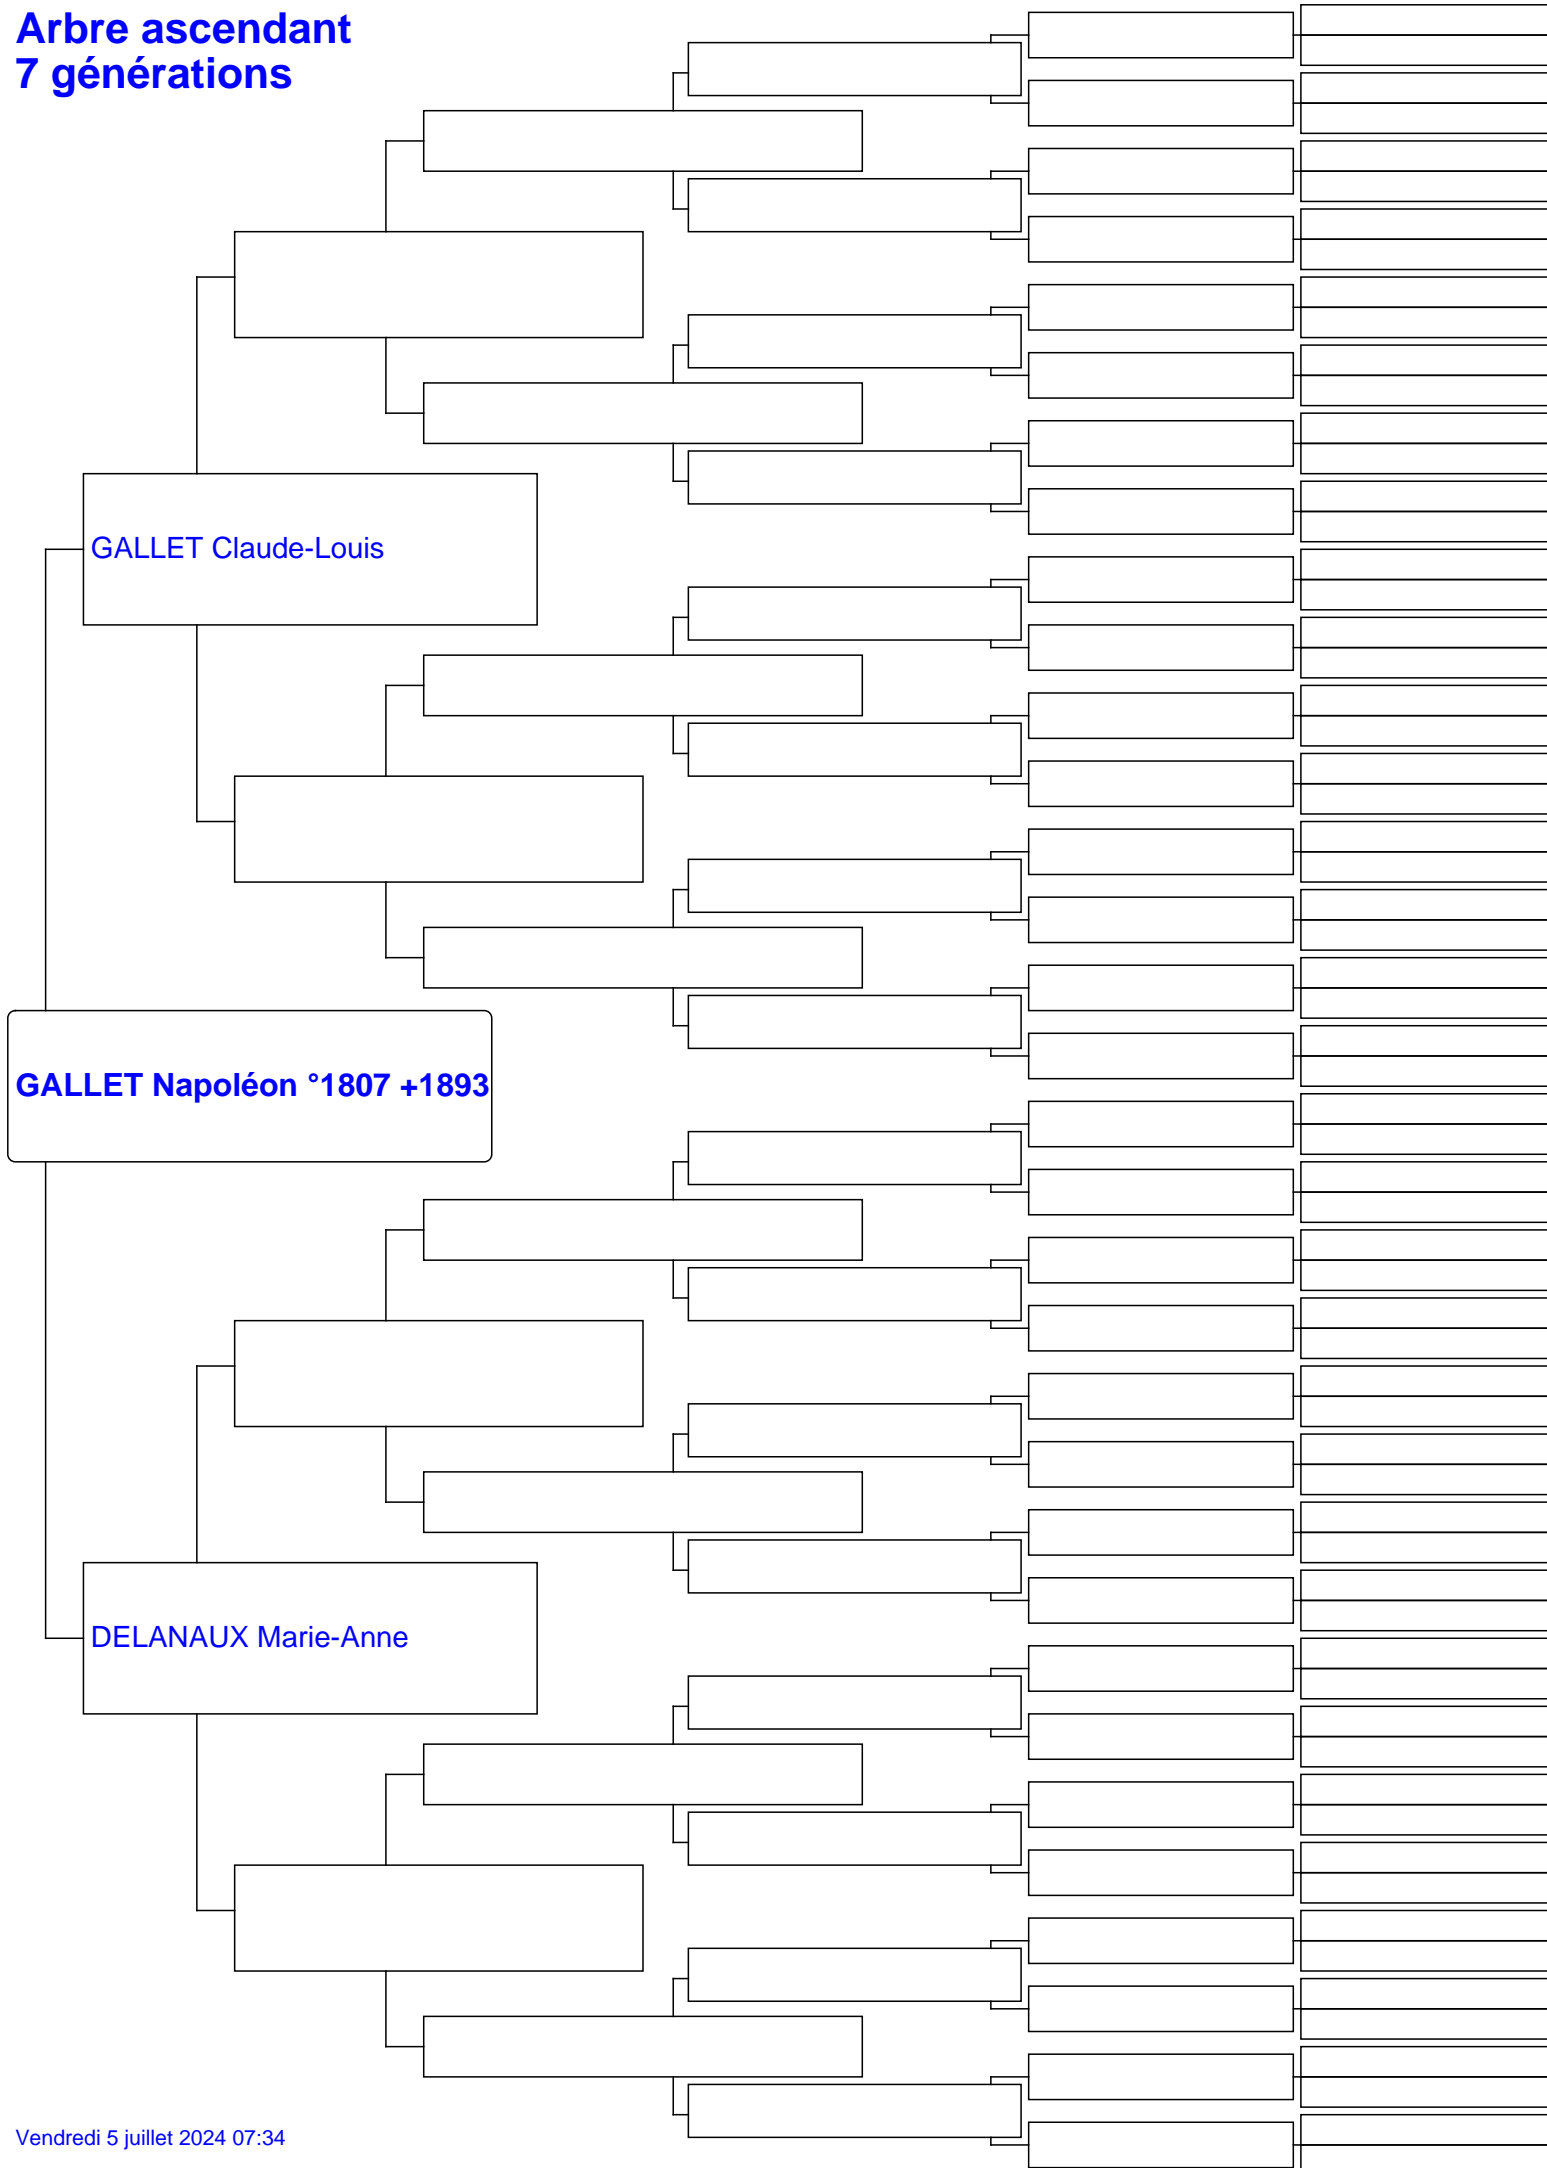 Arbre ascendant
7 générations
GALLET Claude-Louis
GALLET Napoléon °1807 +1893
DELANAUX Marie-Anne
Vendredi 5 juillet 2024 07:34